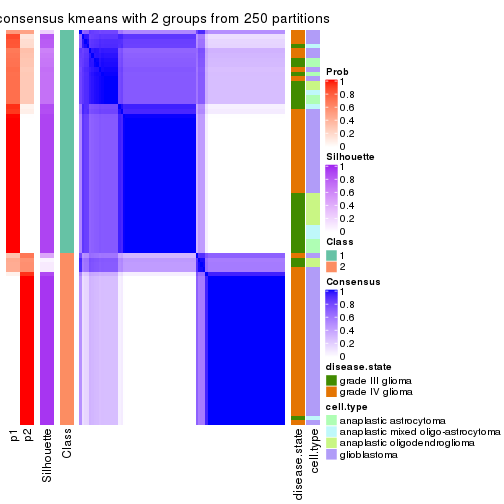 consensus kmeans with 2 groups from 250 partitions
Prob
1
0.8
0.6
0.4
0.2
0
Silhouette
1
0.8
0.6
0.4
0.2
0
Class
1
2
Consensus
1
0.8
0.6
0.4
0.2
0
disease.state
grade III glioma
grade IV glioma
cell.type
anaplastic astrocytoma
anaplastic mixed oligo-astrocytoma
anaplastic oligodendroglioma
glioblastoma
p1
p2
Silhouette
Class
disease.state
cell.type